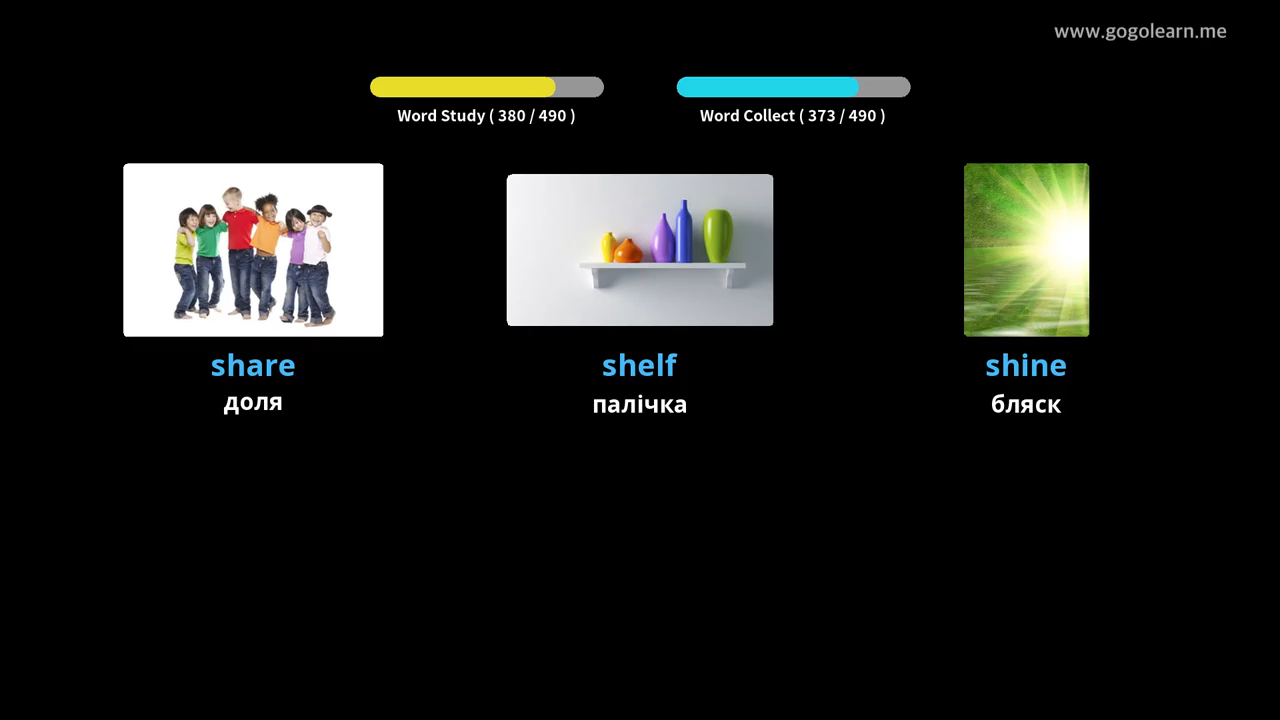 www.gogolearn.me
Word Study ( 380 / 490 )
Word Collect ( 373 / 490 )
share
shelf
shine
доля
палічка
бляск